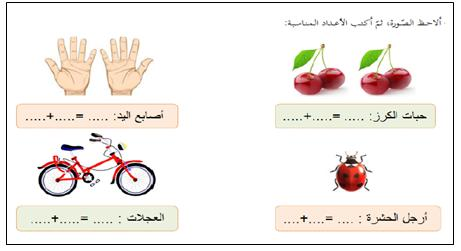 ألاحظ الصّورة، ثمّ أكتب الأعداد المناسبة:
حبات الكرز: ..... =.....+.....
أصابع اليد: ..... =.....+.....
أرجل الحشرة : .... =....+....
العجلات : ..... =.....+.....